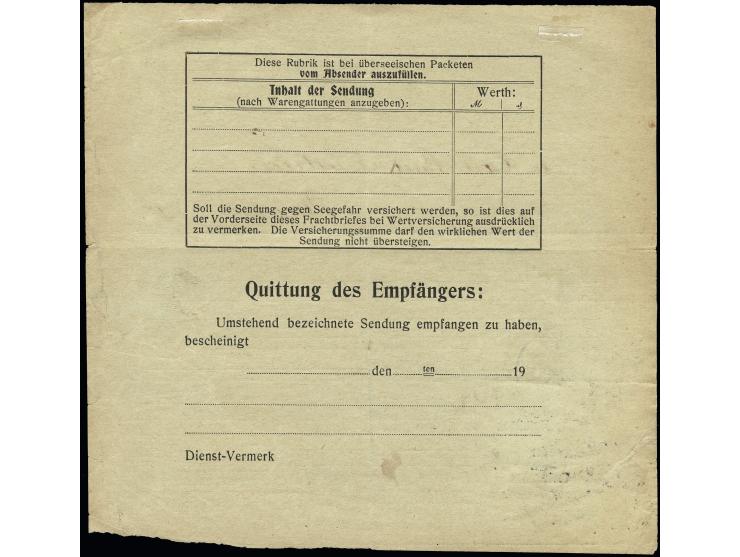 Diese Rubrik ist bei überseeischen Packeten
vom Absender auszufüllen.
Inhalt der Sendung
(nach Warengattungen anzugeben):
Werth:
M ₰
Soll die Sendung gegen Seegefahr versichert werden, so ist dies auf
der Vorderseite dieses Frachtbriefes bei Wertversicherung ausdrücklich
zu vermerken. Die Versicherungssumme darf den wirklichen Wert der
Sendung nicht übersteigen.
Quittung des Empfängers:
Umstehend bezeichnete Sendung empfangen zu haben,
bescheinigt
den ten 19
Dienst-Vermerk